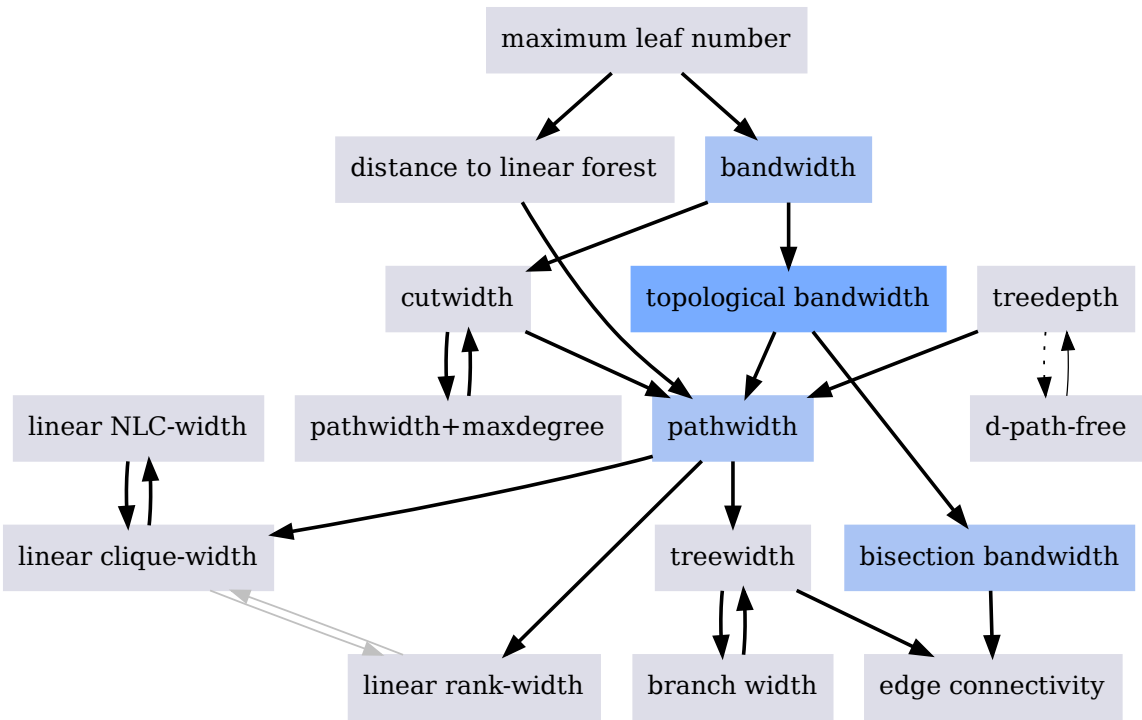 maximum leaf number
distance to linear forest
bandwidth
cutwidth
topological bandwidth
treedepth
linear NLC-width
pathwidth+maxdegree
pathwidth
d-path-free
linear clique-width
treewidth
bisection bandwidth
linear rank-width
branch width
edge connectivity